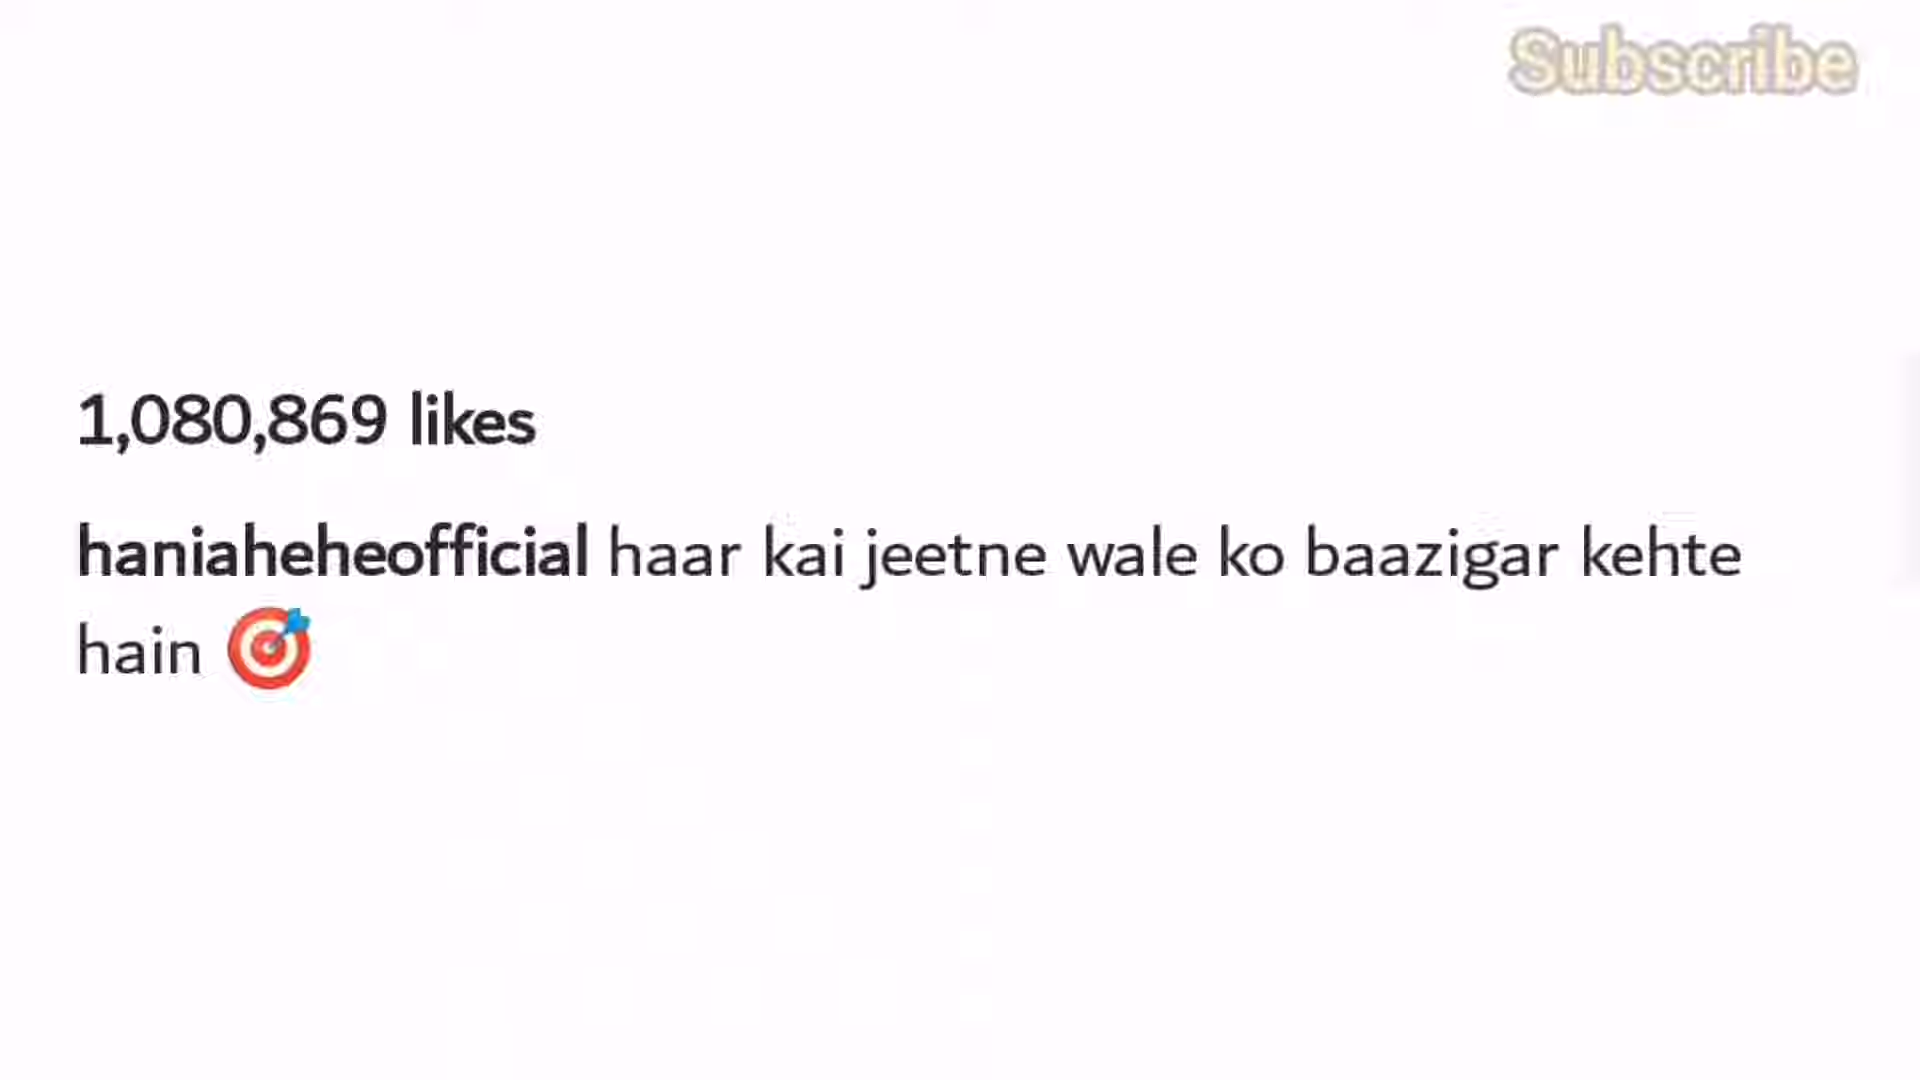 Subscribe
1,080,869 likes
haniaheheofficial haar kai jeetne wale ko baazigar kehte
hain 🎯